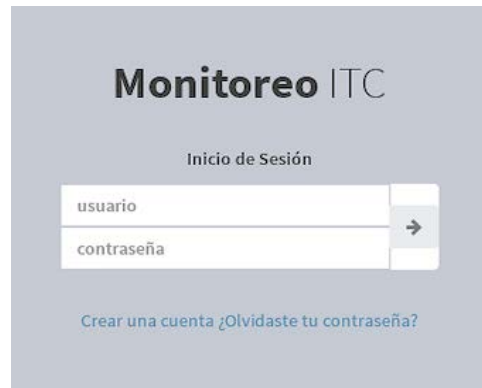 Monitoreo ITC
Inicio de Sesión
usuario
contraseña
Crear una cuenta ¿Olvidaste tu contraseña?